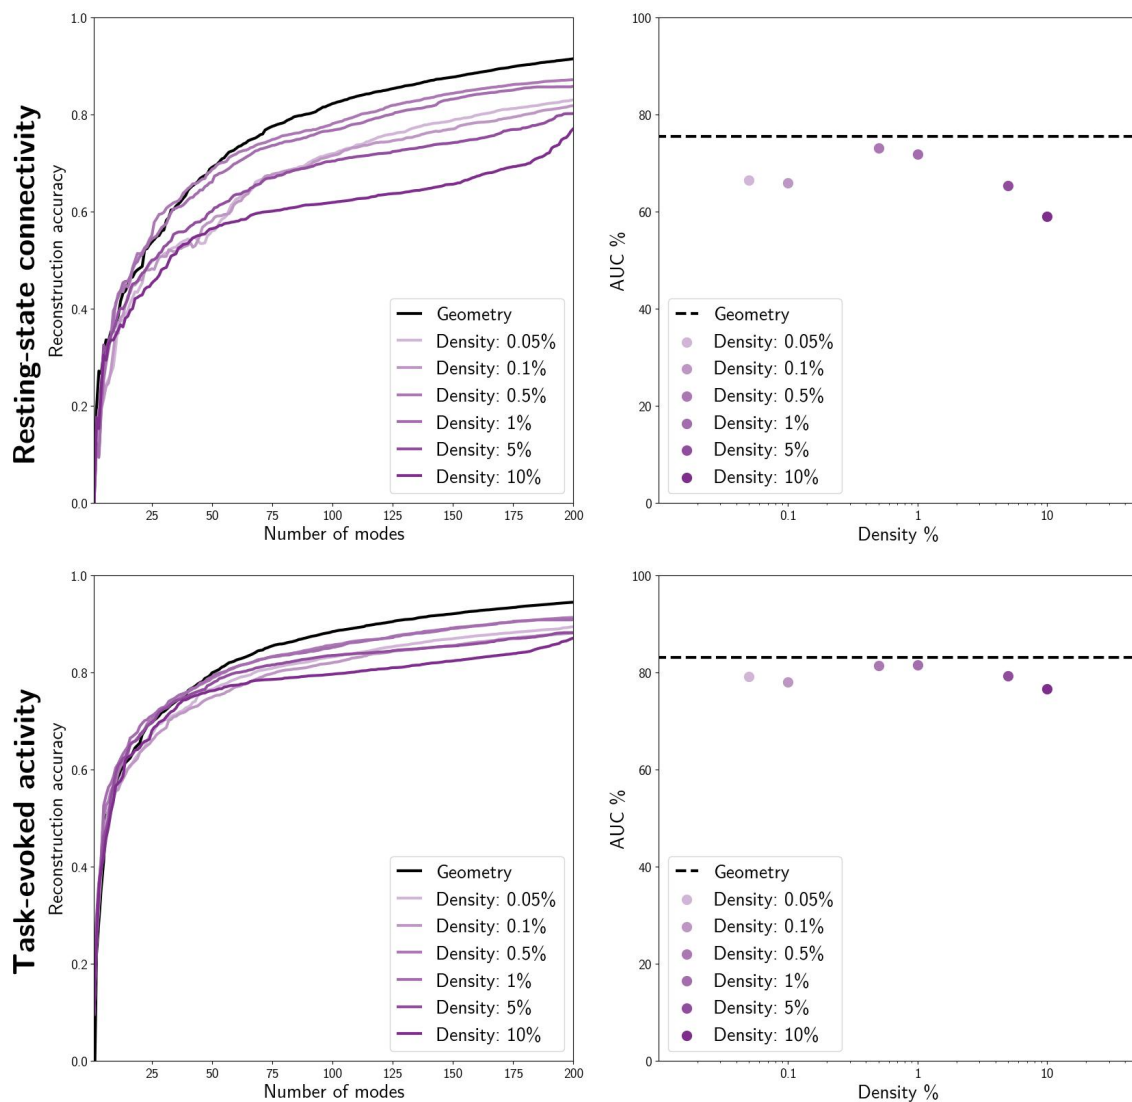 Resting-state connectivity
Reconstruction accuracy
1.0
0.8
0.6
0.4
0.2
0.0
25 50 75 100 125 150 175 200
Number of modes
Geometry
Density: 0.05%
Density: 0.1%
Density: 0.5%
Density: 1%
Density: 5%
Density: 10%
AUC %
100
80
60
40
20
0
0.1 1 10
Density %
Geometry
Density: 0.05%
Density: 0.1%
Density: 0.5%
Density: 1%
Density: 5%
Density: 10%
Task-evoked activity
Reconstruction accuracy
1.0
0.8
0.6
0.4
0.2
0.0
25 50 75 100 125 150 175 200
Number of modes
Geometry
Density: 0.05%
Density: 0.1%
Density: 0.5%
Density: 1%
Density: 5%
Density: 10%
AUC %
100
80
60
40
20
0
0.1 1 10
Density %
Geometry
Density: 0.05%
Density: 0.1%
Density: 0.5%
Density: 1%
Density: 5%
Density: 10%